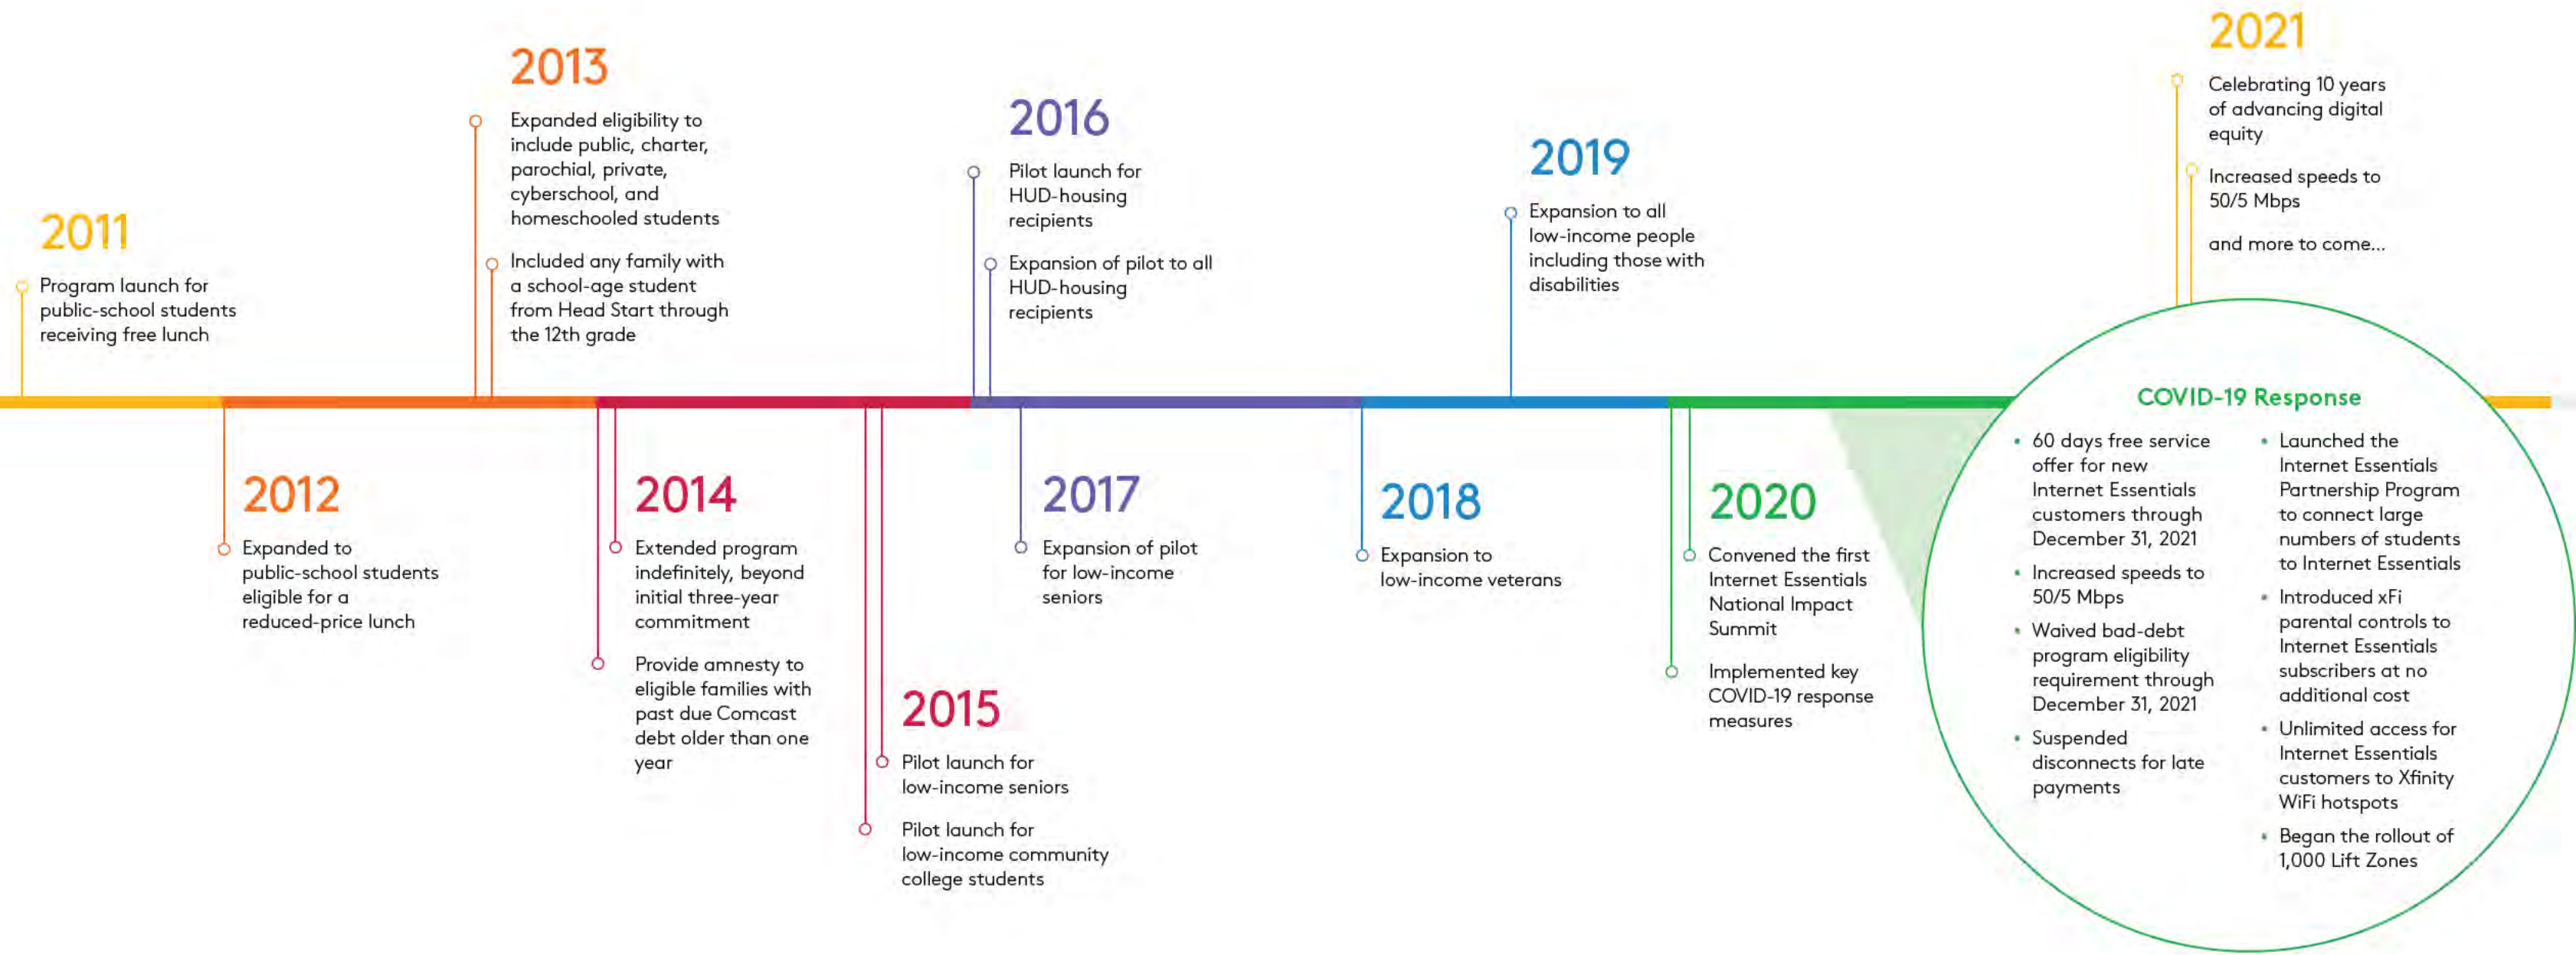 2011
Program launch for
public-school students
receiving free lunch
2012
Expanded to
public-school students
eligible for a
reduced-price lunch
2013
Expanded eligibility to
include public, charter,
parochial, private,
cyberschool, and
homeschooled students
Included any family with
a school-age student
from Head Start through
the 12th grade
2014
Extended program
indefinitely, beyond
initial three-year
commitment
Provide amnesty to
eligible families with
past due Comcast
debt older than one
year
2015
Pilot launch for
low-income seniors
Pilot launch for
low-income community
college students
2016
Pilot launch for
HUD-housing
recipients
Expansion of pilot to all
HUD-housing
recipients
2017
Expansion of pilot
for low-income
seniors
2018
Expansion to
low-income veterans
2019
Expansion to all
low-income people
including those with
disabilities
2020
Convened the first
Internet Essentials
National Impact
Summit
Implemented key
COVID-19 response
measures
2021
Celebrating 10 years
of advancing digital
equity
Increased speeds to
50/5 Mbps
and more to come...
COVID-19 Response
• 60 days free service
offer for new
Internet Essentials
customers through
December 31, 2021
• Increased speeds to
50/5 Mbps
• Waived bad-debt
program eligibility
requirement through
December 31, 2021
• Suspended
disconnects for late
payments
• Launched the
Internet Essentials
Partnership Program
to connect large
numbers of students
to Internet Essentials
• Introduced xFi
parental controls to
Internet Essentials
subscribers at no
additional cost
• Unlimited access for
Internet Essentials
customers to Xfinity
WiFi hotspots
• Began the rollout of
1,000 Lift Zones